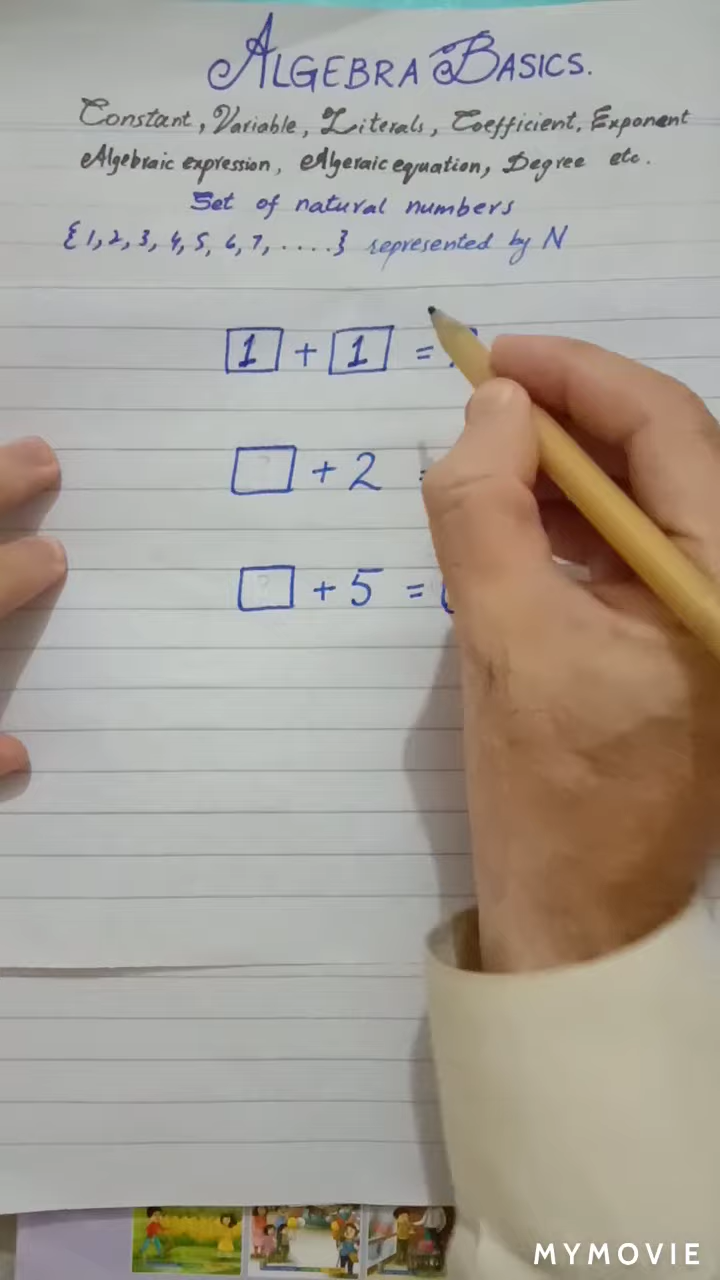 ALGEBRA BASICS.
Constant, Variable, Literals, Coefficient, Exponent
Algebraic expression, Algeraic equation, Degree etc.
Set of natural numbers
{1, 2, 3, 4, 5, 6, 7, ....} represented by N
1 + 1 =
+ 2
+ 5 =
MYMOVIE